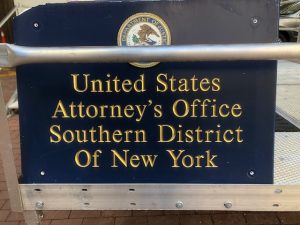 United States
Attorney's Office
Southern District
Of New York